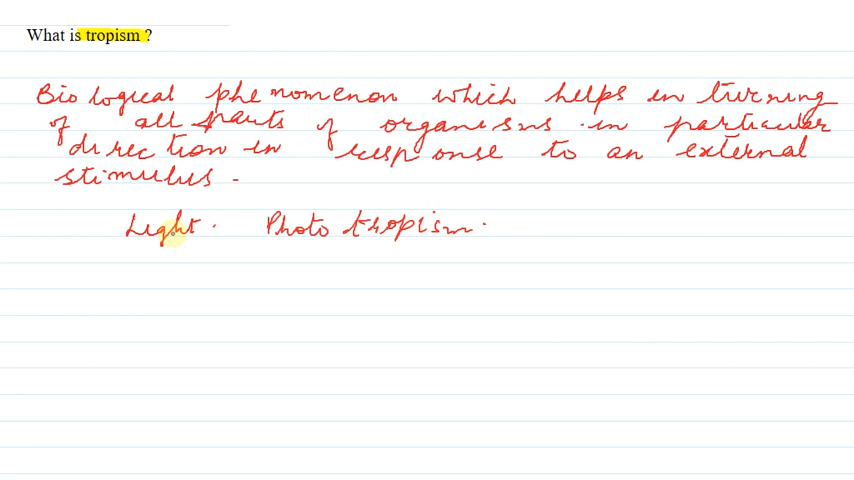 What is tropism ?
Biological phenomenon which helps in turning
of all parts of organisms in particular
direction in response to an external
stimulus -
Light. Phototropism.